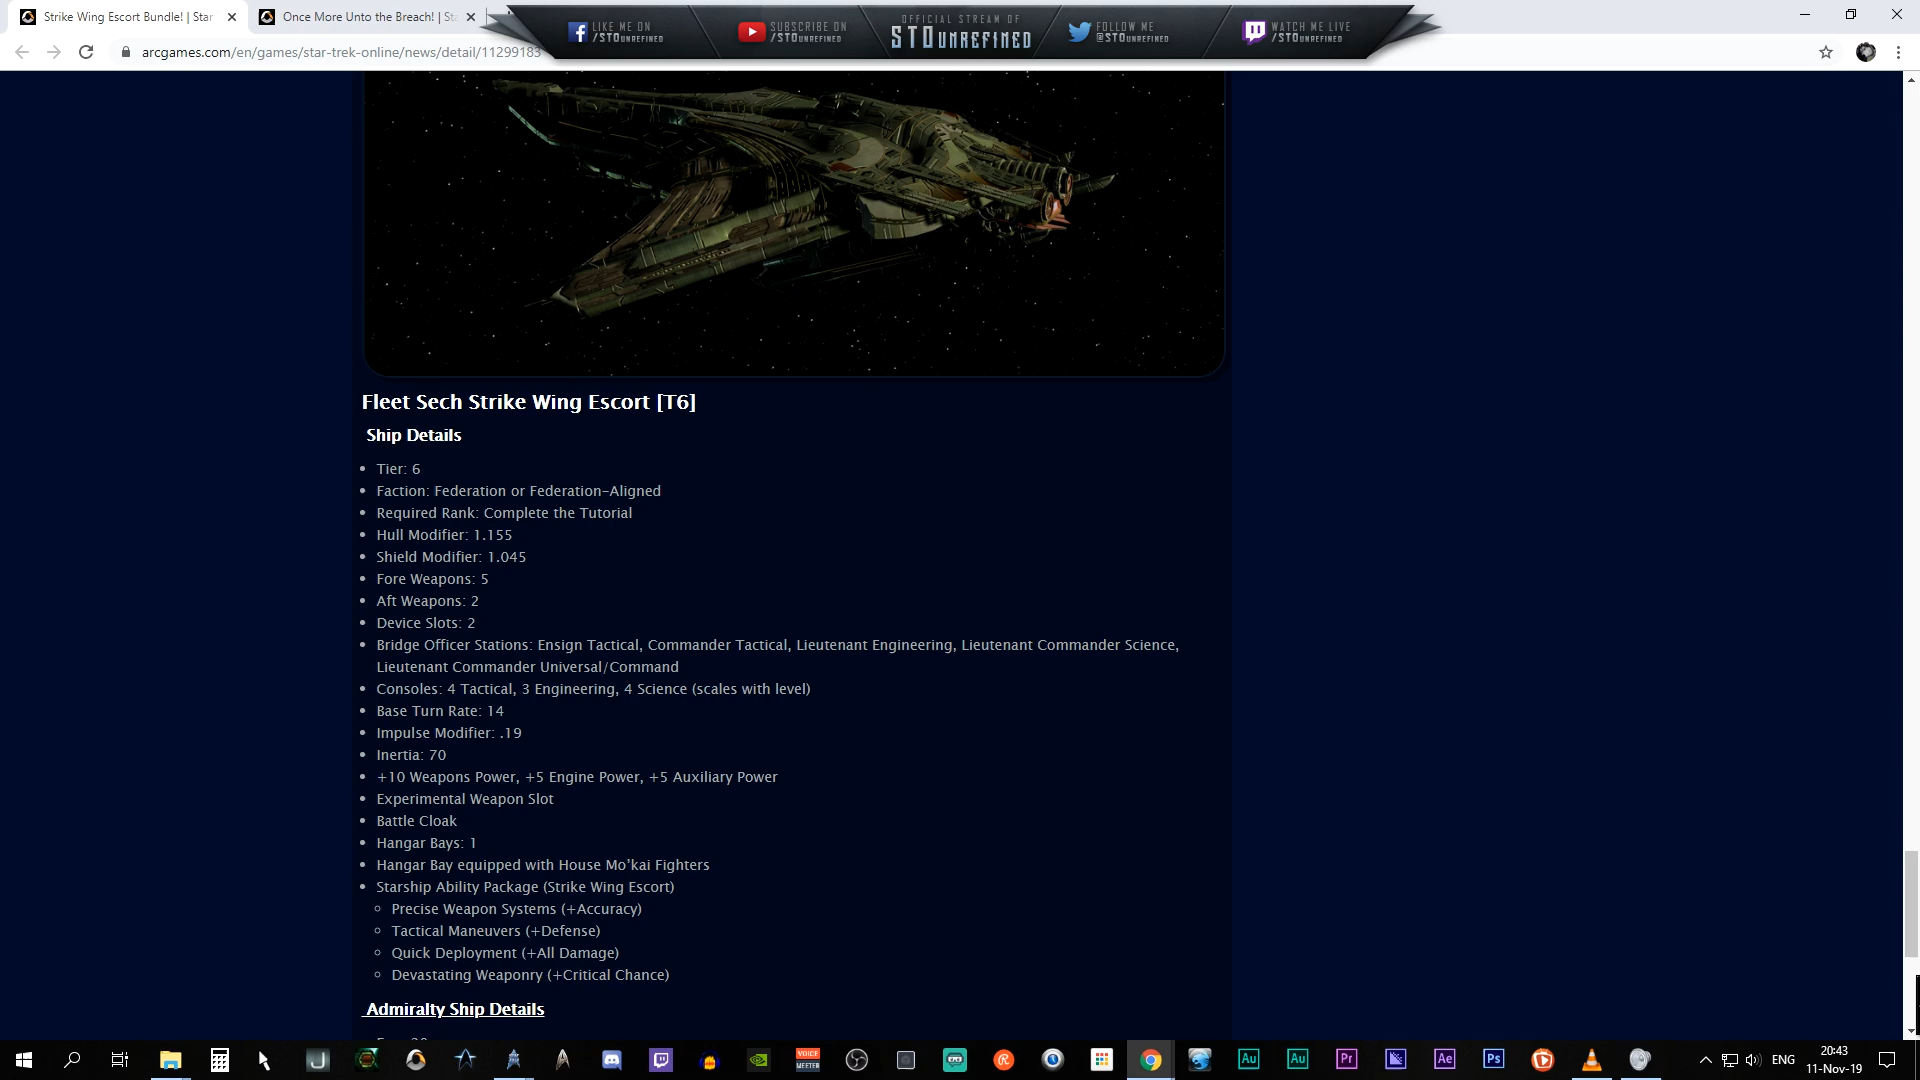 Strike Wing Escort Bundle! | Star
Once More Unto the Breach! | St
LIKE ME ON
/STOUNREFINED
SUBSCRIBE ON
/STOUNREFINED
OFFICIAL STREAM OF
STOUNREFINED
FOLLOW ME
@STOUNREFINED
WATCH ME LIVE
/STOUNREFINED
arcgames.com/en/games/star-trek-online/news/detail/11299183
Fleet Sech Strike Wing Escort [T6]
Ship Details
Tier: 6
Faction: Federation or Federation-Aligned
Required Rank: Complete the Tutorial
Hull Modifier: 1.155
Shield Modifier: 1.045
Fore Weapons: 5
Aft Weapons: 2
Device Slots: 2
Bridge Officer Stations: Ensign Tactical, Commander Tactical, Lieutenant Engineering, Lieutenant Commander Science,
Lieutenant Commander Universal/Command
Consoles: 4 Tactical, 3 Engineering, 4 Science (scales with level)
Base Turn Rate: 14
Impulse Modifier: .19
Inertia: 70
+10 Weapons Power, +5 Engine Power, +5 Auxiliary Power
Experimental Weapon Slot
Battle Cloak
Hangar Bays: 1
Hangar Bay equipped with House Mo’kai Fighters
Starship Ability Package (Strike Wing Escort)
Precise Weapon Systems (+Accuracy)
Tactical Maneuvers (+Defense)
Quick Deployment (+All Damage)
Devastating Weaponry (+Critical Chance)
Admiralty Ship Details
VOICE
MEETER
Au
Au
Pr
Ae
Ps
ENG
20:43
11-Nov-19